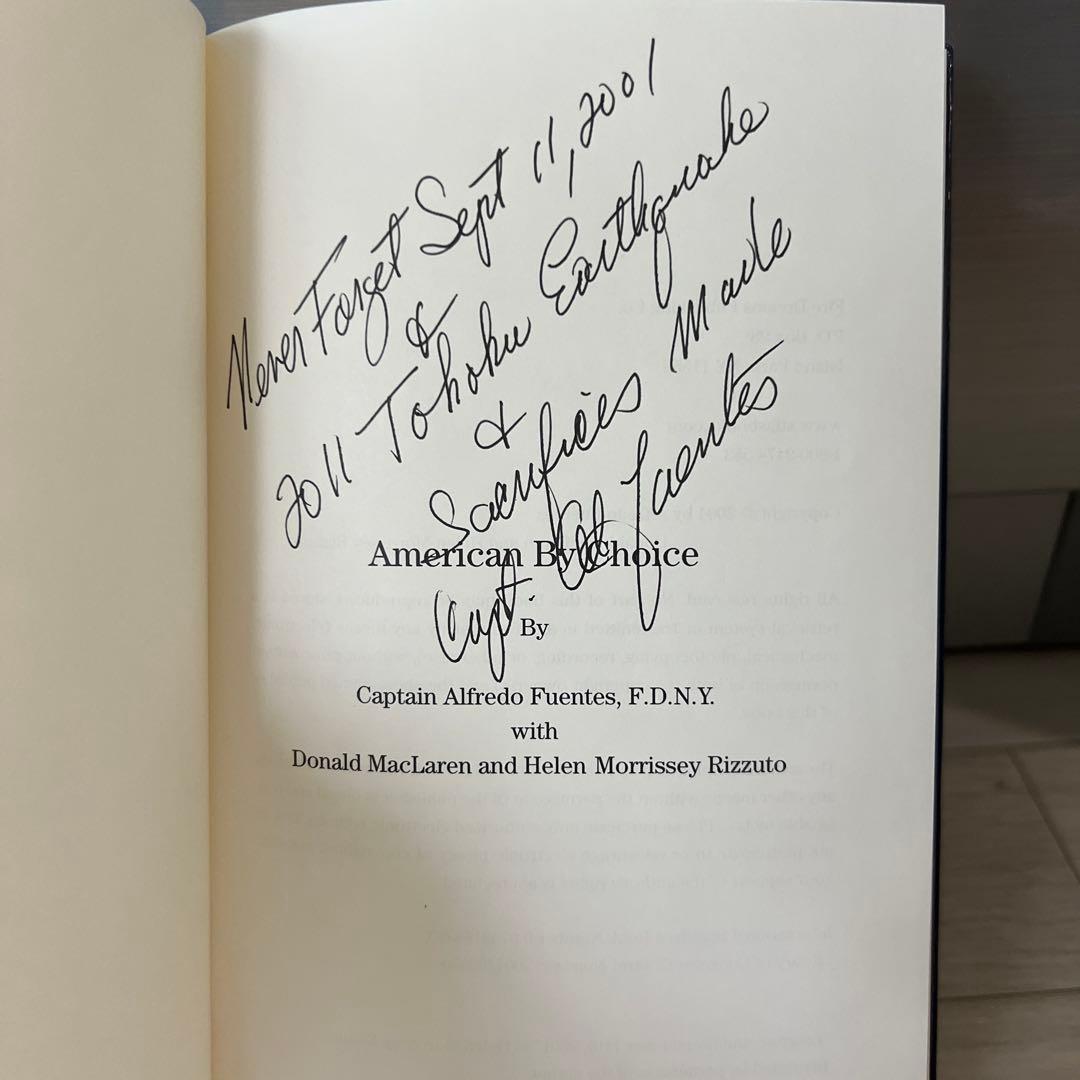 Never Forget Sept 11, 2001
&
2011 Tohoku Earthquake
&
Sacrifices Made
Capt. Al Fuentes
American By Choice
By
Captain Alfredo Fuentes, F.D.N.Y.
with
Donald MacLaren and Helen Morrissey Rizzuto